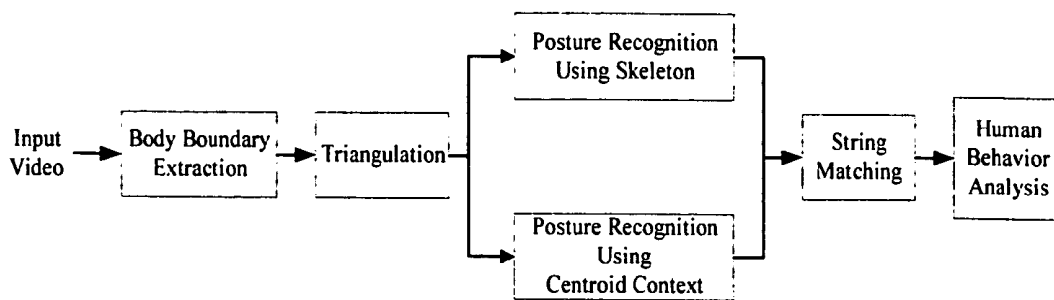 Input
Video
Body Boundary
Extraction
Triangulation
Posture Recognition
Using Skeleton
Posture Recognition
Using
Centroid Context
String
Matching
Human
Behavior
Analysis